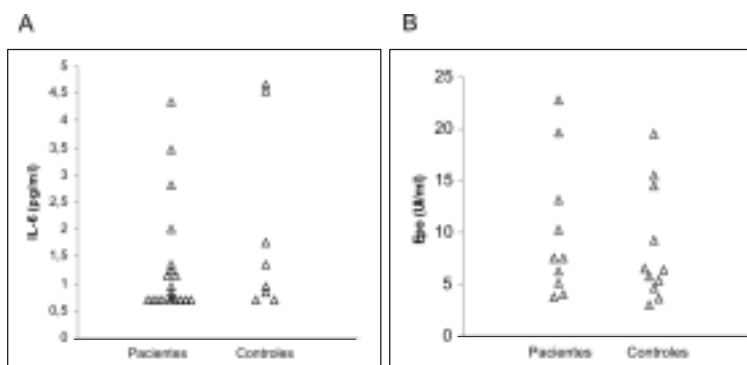 A
IL-6 (pg/ml)
5
4,5
4
3,5
3
2,5
2
1,5
1
0,5
0
Pacientes Controles
B
Epo (UI/ml)
25
20
15
10
5
0
Pacientes Controles